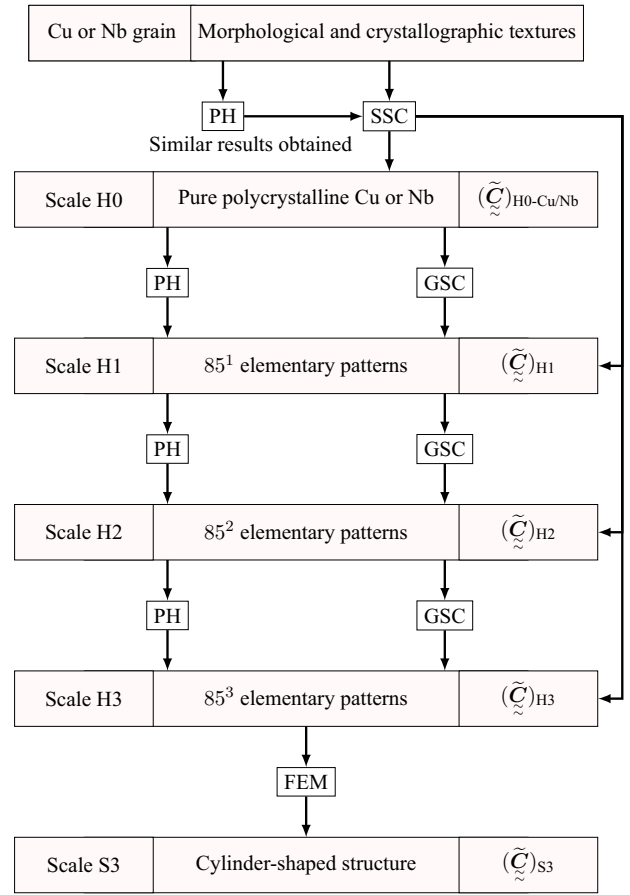 Cu or Nb grain Morphological and crystallographic textures
PH SSC
Similar results obtained
Scale H0 Pure polycrystalline Cu or Nb (C̃)H0-Cu/Nb
PH GSC
Scale H1 85¹ elementary patterns (C̃)H1
PH GSC
Scale H2 85² elementary patterns (C̃)H2
PH GSC
Scale H3 85³ elementary patterns (C̃)H3
FEM
Scale S3 Cylinder-shaped structure (C̃)S3